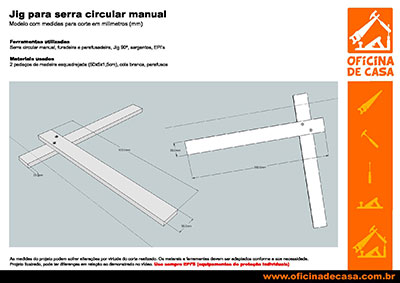 Jig para serra circular manual
Modelo com medidas para corte em milímetros (mm)
Ferramentas utilizadas
Serra circular manual, furadeira e parafusadeira, Jig 90º, sargentos, EPI's
Materiais usados
2 pedaços de madeira esquadrejada (50x5x1,5cm), cola branca, parafusos
OFICINA
DE CASA
As medidas do projeto podem sofrer alterações por virtude do corte realizado. Os materiais e ferramentas devem ser adaptados conforme a sua necessidade.
Projeto ilustrado, pode ter diferenças em relação ao demonstrado no vídeo. Use sempre EPI'S (equipamentos de proteção individuais)
www.oficinadecasa.com.br